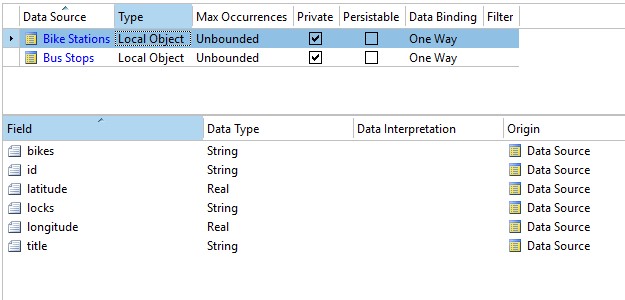 Data Source Type Max Occurrences Private Persistable Data Binding Filter
Bike Stations Local Object Unbounded One Way
Bus Stops Local Object Unbounded One Way
Field Data Type Data Interpretation Origin
bikes String Data Source
id String Data Source
latitude Real Data Source
locks String Data Source
longitude Real Data Source
title String Data Source